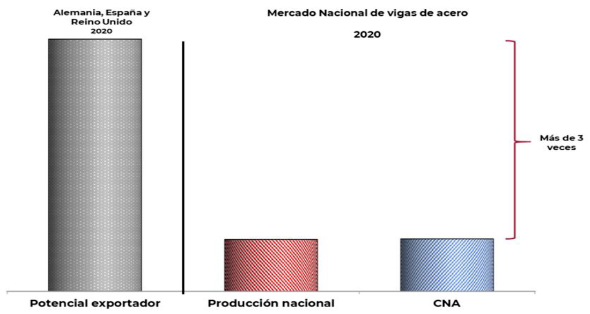 Alemania, España y
Reino Unido
2020
Mercado Nacional de vigas de acero
2020
Más de 3
veces
Potencial exportador
Producción nacional
CNA